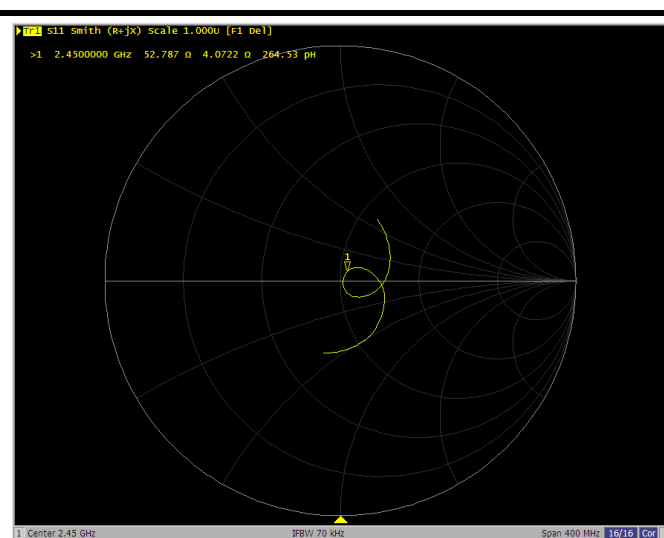 Tr1 S11 Smith (R+jX) Scale 1.000U [F1 Del]
>1 2.4500000 GHz 52.787 Ω 4.0722 Ω 264.53 pH
1
1 Center 2.45 GHz IFBW 70 kHz Span 400 MHz 16/16 Cor